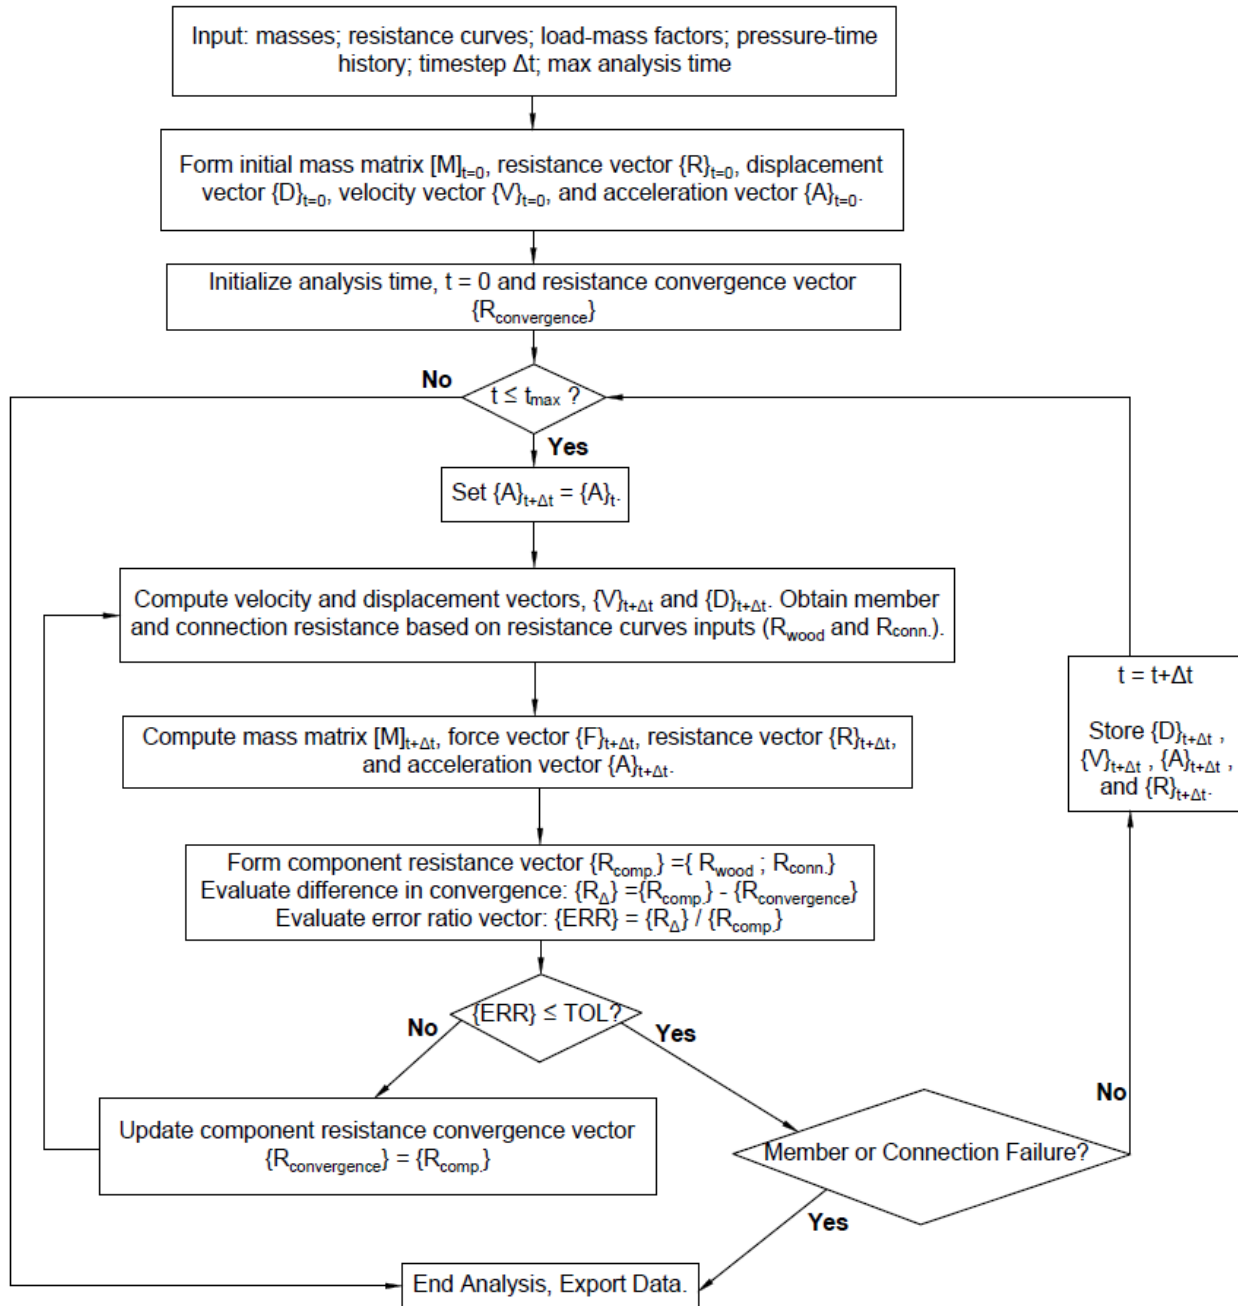 Input: masses; resistance curves; load-mass factors; pressure-time
history; timestep Δt; max analysis time
Form initial mass matrix [M]t=0, resistance vector {R}t=0, displacement
vector {D}t=0, velocity vector {V}t=0, and acceleration vector {A}t=0.
Initialize analysis time, t = 0 and resistance convergence vector
{Rconvergence}
No
t ≤ tmax ?
Yes
Set {A}t+Δt = {A}t.
Compute velocity and displacement vectors, {V}t+Δt and {D}t+Δt. Obtain member
and connection resistance based on resistance curves inputs (Rwood and Rconn.).
t = t+Δt
Store {D}t+Δt ,
{V}t+Δt , {A}t+Δt ,
and {R}t+Δt.
Compute mass matrix [M]t+Δt, force vector {F}t+Δt, resistance vector {R}t+Δt,
and acceleration vector {A}t+Δt.
Form component resistance vector {Rcomp.} ={ Rwood ; Rconn.}
Evaluate difference in convergence: {RΔ} ={Rcomp.} - {Rconvergence}
Evaluate error ratio vector: {ERR} = {RΔ} / {Rcomp.}
{ERR} ≤ TOL?
No
Yes
No
Update component resistance convergence vector
{Rconvergence} = {Rcomp.}
Member or Connection Failure?
Yes
End Analysis, Export Data.